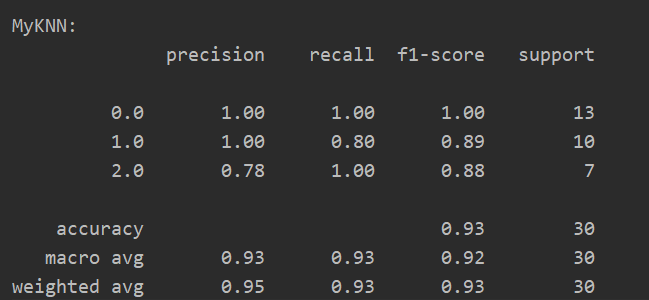 MyKNN:
precision recall f1-score support
0.0 1.00 1.00 1.00 13
1.0 1.00 0.80 0.89 10
2.0 0.78 1.00 0.88 7
accuracy 0.93 30
macro avg 0.93 0.93 0.92 30
weighted avg 0.95 0.93 0.93 30